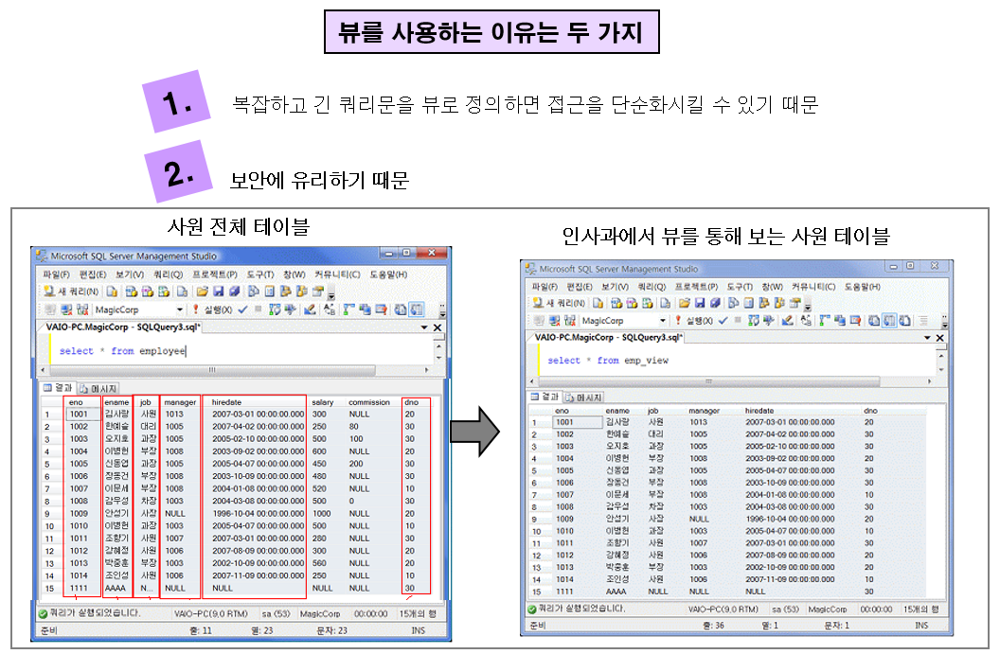 뷰를 사용하는 이유는 두 가지
1. 복잡하고 긴 쿼리문을 뷰로 정의하면 접근을 단순화시킬 수 있기 때문
2. 보안에 유리하기 때문
사원 전체 테이블
Microsoft SQL Server Management Studio
파일(F) 편집(E) 보기(V) 쿼리(Q) 프로젝트(P) 도구(T) 창(W) 커뮤니티(C) 도움말(H)
새 쿼리(N)
MagicCorp 실행(X)
VAIO-PC.MagicCorp - SQLQuery3.sql*
select * from employee
결과 메시지
eno ename job manager hiredate salary commission dno
1 1001 김사랑 사원 1013 2007-03-01 00:00:00.000 300 NULL 20
2 1002 한예슬 대리 1005 2007-04-02 00:00:00.000 250 80 30
3 1003 오지호 과장 1005 2005-02-10 00:00:00.000 500 100 30
4 1004 이병헌 부장 1008 2003-09-02 00:00:00.000 600 NULL 20
5 1005 신동엽 과장 1005 2005-04-07 00:00:00.000 450 200 30
6 1006 장동건 부장 1008 2003-10-09 00:00:00.000 480 NULL 30
7 1007 이문세 부장 1008 2004-01-08 00:00:00.000 520 NULL 10
8 1008 감우성 차장 1003 2004-03-08 00:00:00.000 500 0 30
9 1009 안성기 사장 NULL 1996-10-04 00:00:00.000 1000 NULL 20
10 1010 이병헌 과장 1003 2005-04-07 00:00:00.000 500 NULL 10
11 1011 조향기 사원 1007 2007-03-01 00:00:00.000 280 NULL 30
12 1012 강혜정 사원 1006 2007-08-09 00:00:00.000 300 NULL 20
13 1013 박중훈 부장 1003 2002-10-09 00:00:00.000 560 NULL 20
14 1014 조인성 사원 1006 2007-11-09 00:00:00.000 250 NULL 10
15 1111 AAAA N... NULL NULL NULL NULL 30
쿼리가 실행되었습니다. VAIO-PC(9.0 RTM) sa (53) MagicCorp 00:00:00 15개의 행
준비 줄: 11 열: 23 문자: 23 INS
인사과에서 뷰를 통해 보는 사원 테이블
Microsoft SQL Server Management Studio
파일(F) 편집(E) 보기(V) 쿼리(Q) 프로젝트(P) 도구(T) 창(W) 커뮤니티(C) 도움말(H)
새 쿼리(N)
MagicCorp 실행(X)
VAIO-PC.MagicCorp - SQLQuery3.sql*
select * from emp_view
결과 메시지
eno ename job manager hiredate dno
1 1001 김사랑 사원 1013 2007-03-01 00:00:00.000 20
2 1002 한예슬 대리 1005 2007-04-02 00:00:00.000 30
3 1003 오지호 과장 1005 2005-02-10 00:00:00.000 30
4 1004 이병헌 부장 1008 2003-09-02 00:00:00.000 20
5 1005 신동엽 과장 1005 2005-04-07 00:00:00.000 30
6 1006 장동건 부장 1008 2003-10-09 00:00:00.000 30
7 1007 이문세 부장 1008 2004-01-08 00:00:00.000 10
8 1008 감우성 차장 1003 2004-03-08 00:00:00.000 30
9 1009 안성기 사장 NULL 1996-10-04 00:00:00.000 20
10 1010 이병헌 과장 1003 2005-04-07 00:00:00.000 10
11 1011 조향기 사원 1007 2007-03-01 00:00:00.000 30
12 1012 강혜정 사원 1006 2007-08-09 00:00:00.000 20
13 1013 박중훈 부장 1003 2002-10-09 00:00:00.000 20
14 1014 조인성 사원 1006 2007-11-09 00:00:00.000 10
15 1111 AAAA NULL NULL NULL 30
쿼리가 실행되었습니다. VAIO-PC(9.0 RTM) sa (53) MagicCorp 00:00:00 15개의 행
준비 줄: 36 열: 1 문자: 1 INS